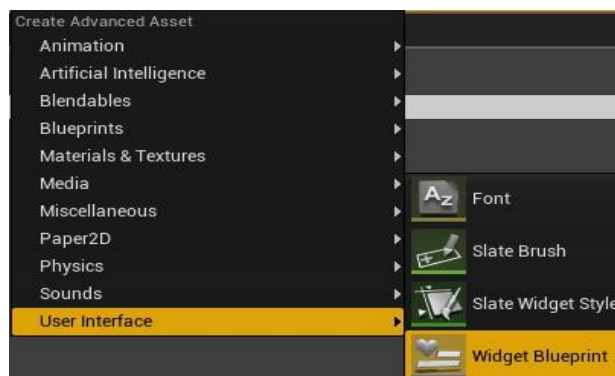 Create Advanced Asset
Animation
Artificial Intelligence
Blendables
Blueprints
Materials & Textures
Media
Miscellaneous
Paper2D
Physics
Sounds
User Interface
Az
Font
Slate Brush
Slate Widget Style
Widget Blueprint